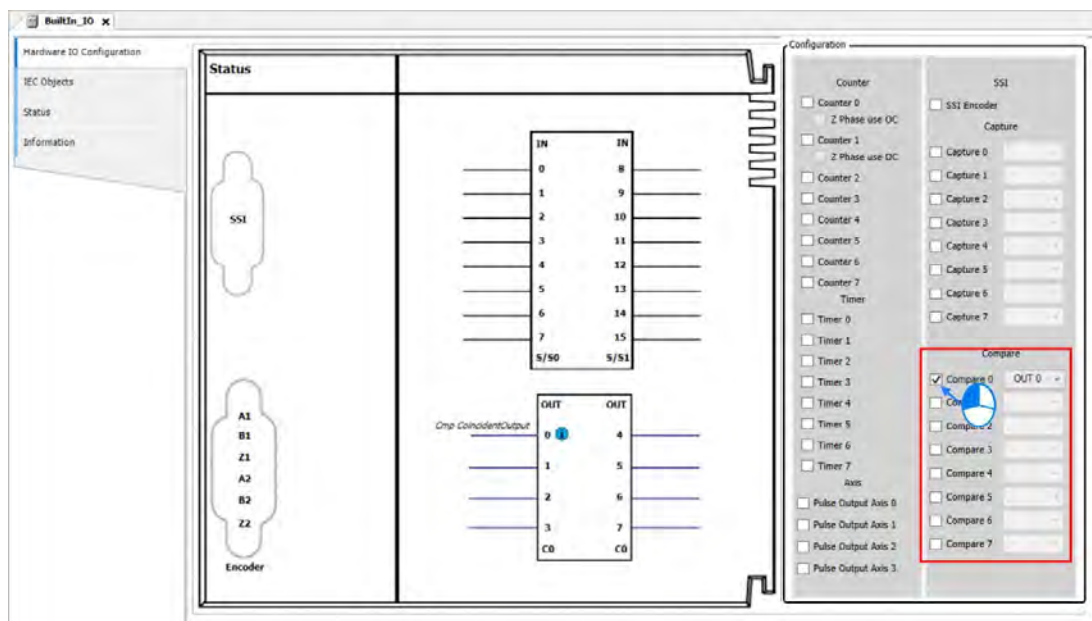 BuiltIn_IO x
Hardware IO Configuration
IEC Objects
Status
Information
Status
SSI
A1
B1
Z1
A2
B2
Z2
Encoder
IN IN
0 8
1 9
2 10
3 11
4 12
5 13
6 14
7 15
S/S0 S/S1
Cmp CoincidentOutput
OUT OUT
0 4
1 5
2 6
3 7
C0 C0
Configuration
Counter
Counter 0
Z Phase use OC
Counter 1
Z Phase use OC
Counter 2
Counter 3
Counter 4
Counter 5
Counter 6
Counter 7
Timer
Timer 0
Timer 1
Timer 2
Timer 3
Timer 4
Timer 5
Timer 6
Timer 7
Axis
Pulse Output Axis 0
Pulse Output Axis 1
Pulse Output Axis 2
Pulse Output Axis 3
SSI
SSI Encoder
Capture
Capture 0
Capture 1
Capture 2
Capture 3
Capture 4
Capture 5
Capture 6
Capture 7
Compare
Compare 0 OUT 0
Compare 2
Compare 3
Compare 4
Compare 5
Compare 6
Compare 7